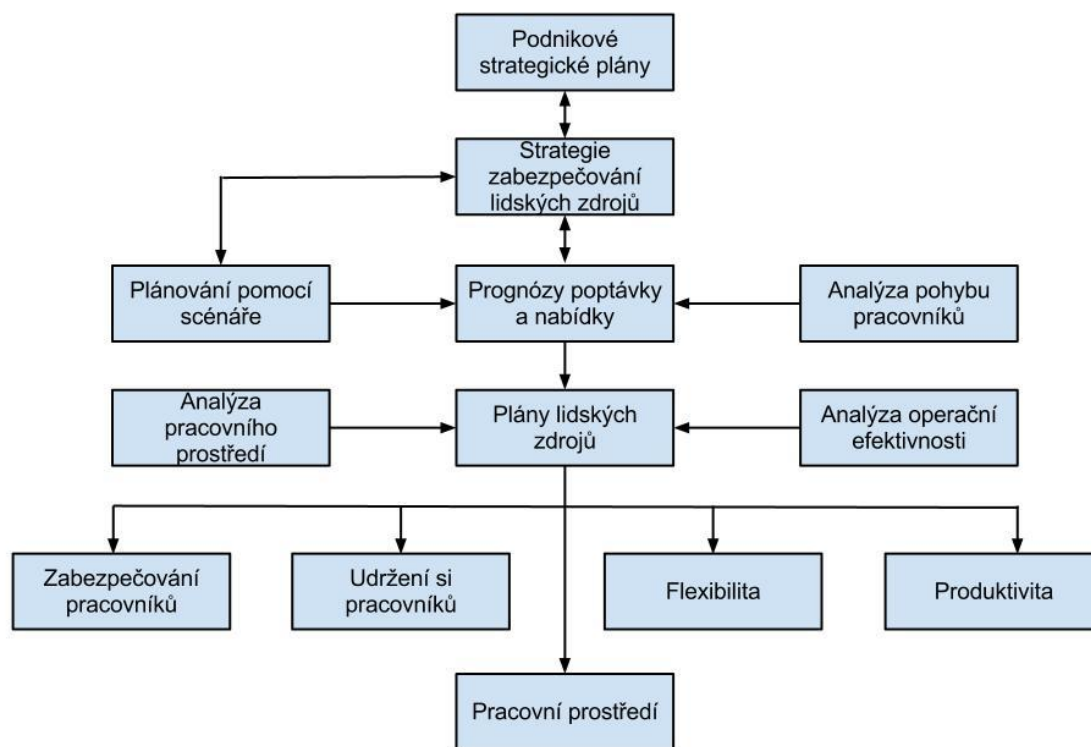 Podnikové
strategické plány
Strategie
zabezpečování
lidských zdrojů
Plánování pomocí
scénáře
Prognózy poptávky
a nabídky
Analýza pohybu
pracovníků
Analýza
pracovního
prostředí
Plány lidských
zdrojů
Analýza operační
efektivnosti
Zabezpečování
pracovníků
Udržení si
pracovníků
Flexibilita
Produktivita
Pracovní prostředí